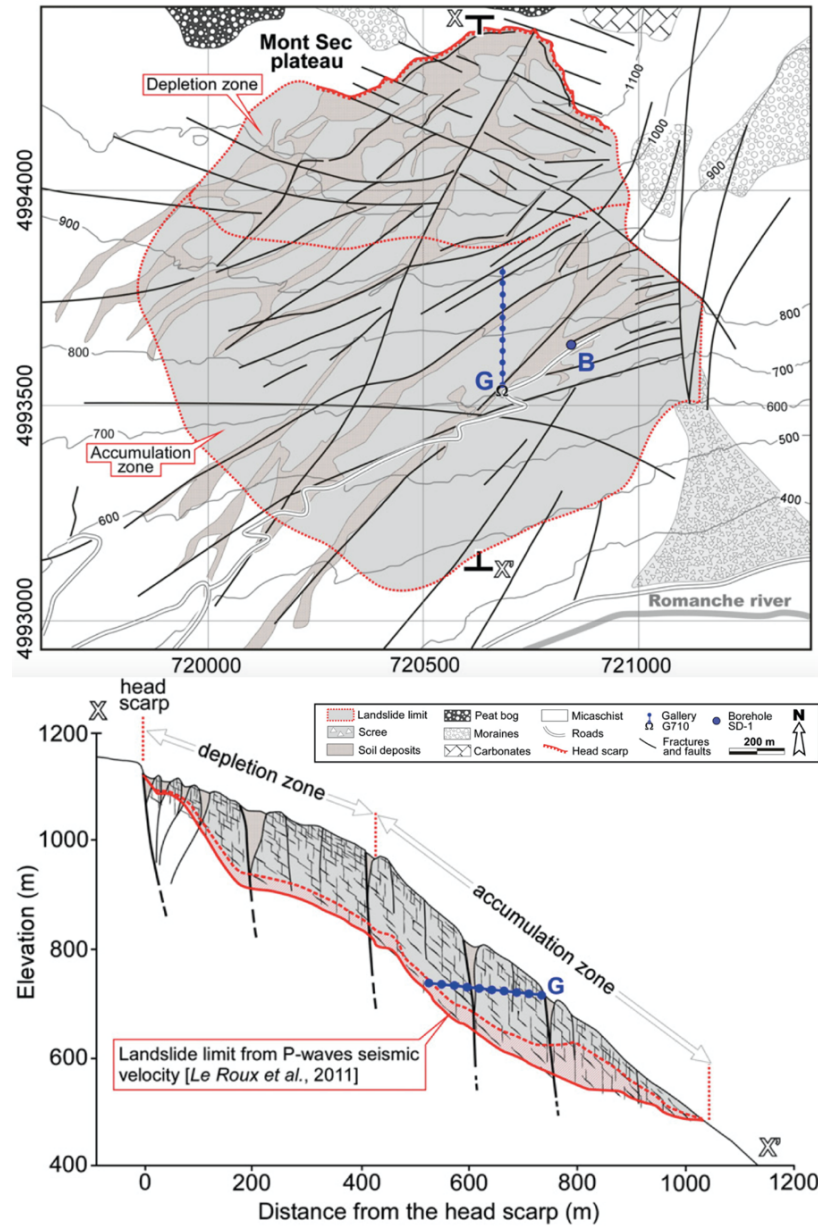 X
Mont Sec
plateau
Depletion zone
1100
1000
900
900
800
800
B
G
700
600
700
500
Accumulation
zone
600
400
X'
Romanche river
4994000
4993500
4993000
720000
720500
721000
X
head
scarp
Landslide limit
Scree
Soil deposits
Peat bog
Moraines
Carbonates
Micaschist
Roads
Head scarp
Gallery
G710
Fractures
and faults
Borehole
SD-1
N
200 m
1200
1000
800
600
400
Elevation (m)
depletion zone
accumulation zone
G
Landslide limit from P-waves seismic
velocity [Le Roux et al., 2011]
X'
0
200
400
600
800
1000
1200
Distance from the head scarp (m)